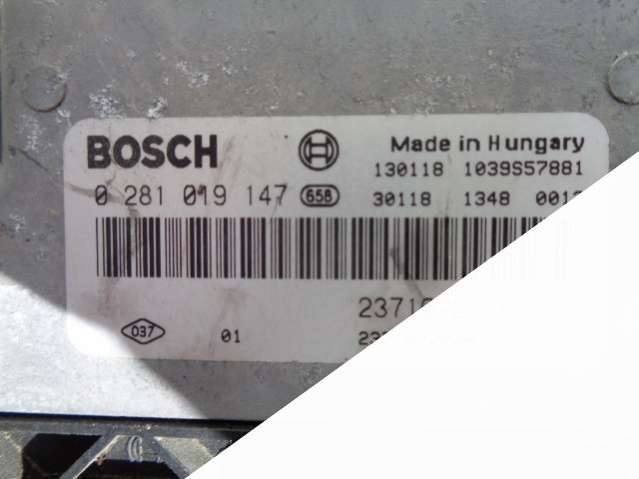 BOSCH
Made in Hungary
130118 1039S57881
0 281 019 147 658
30118 1348
037
01